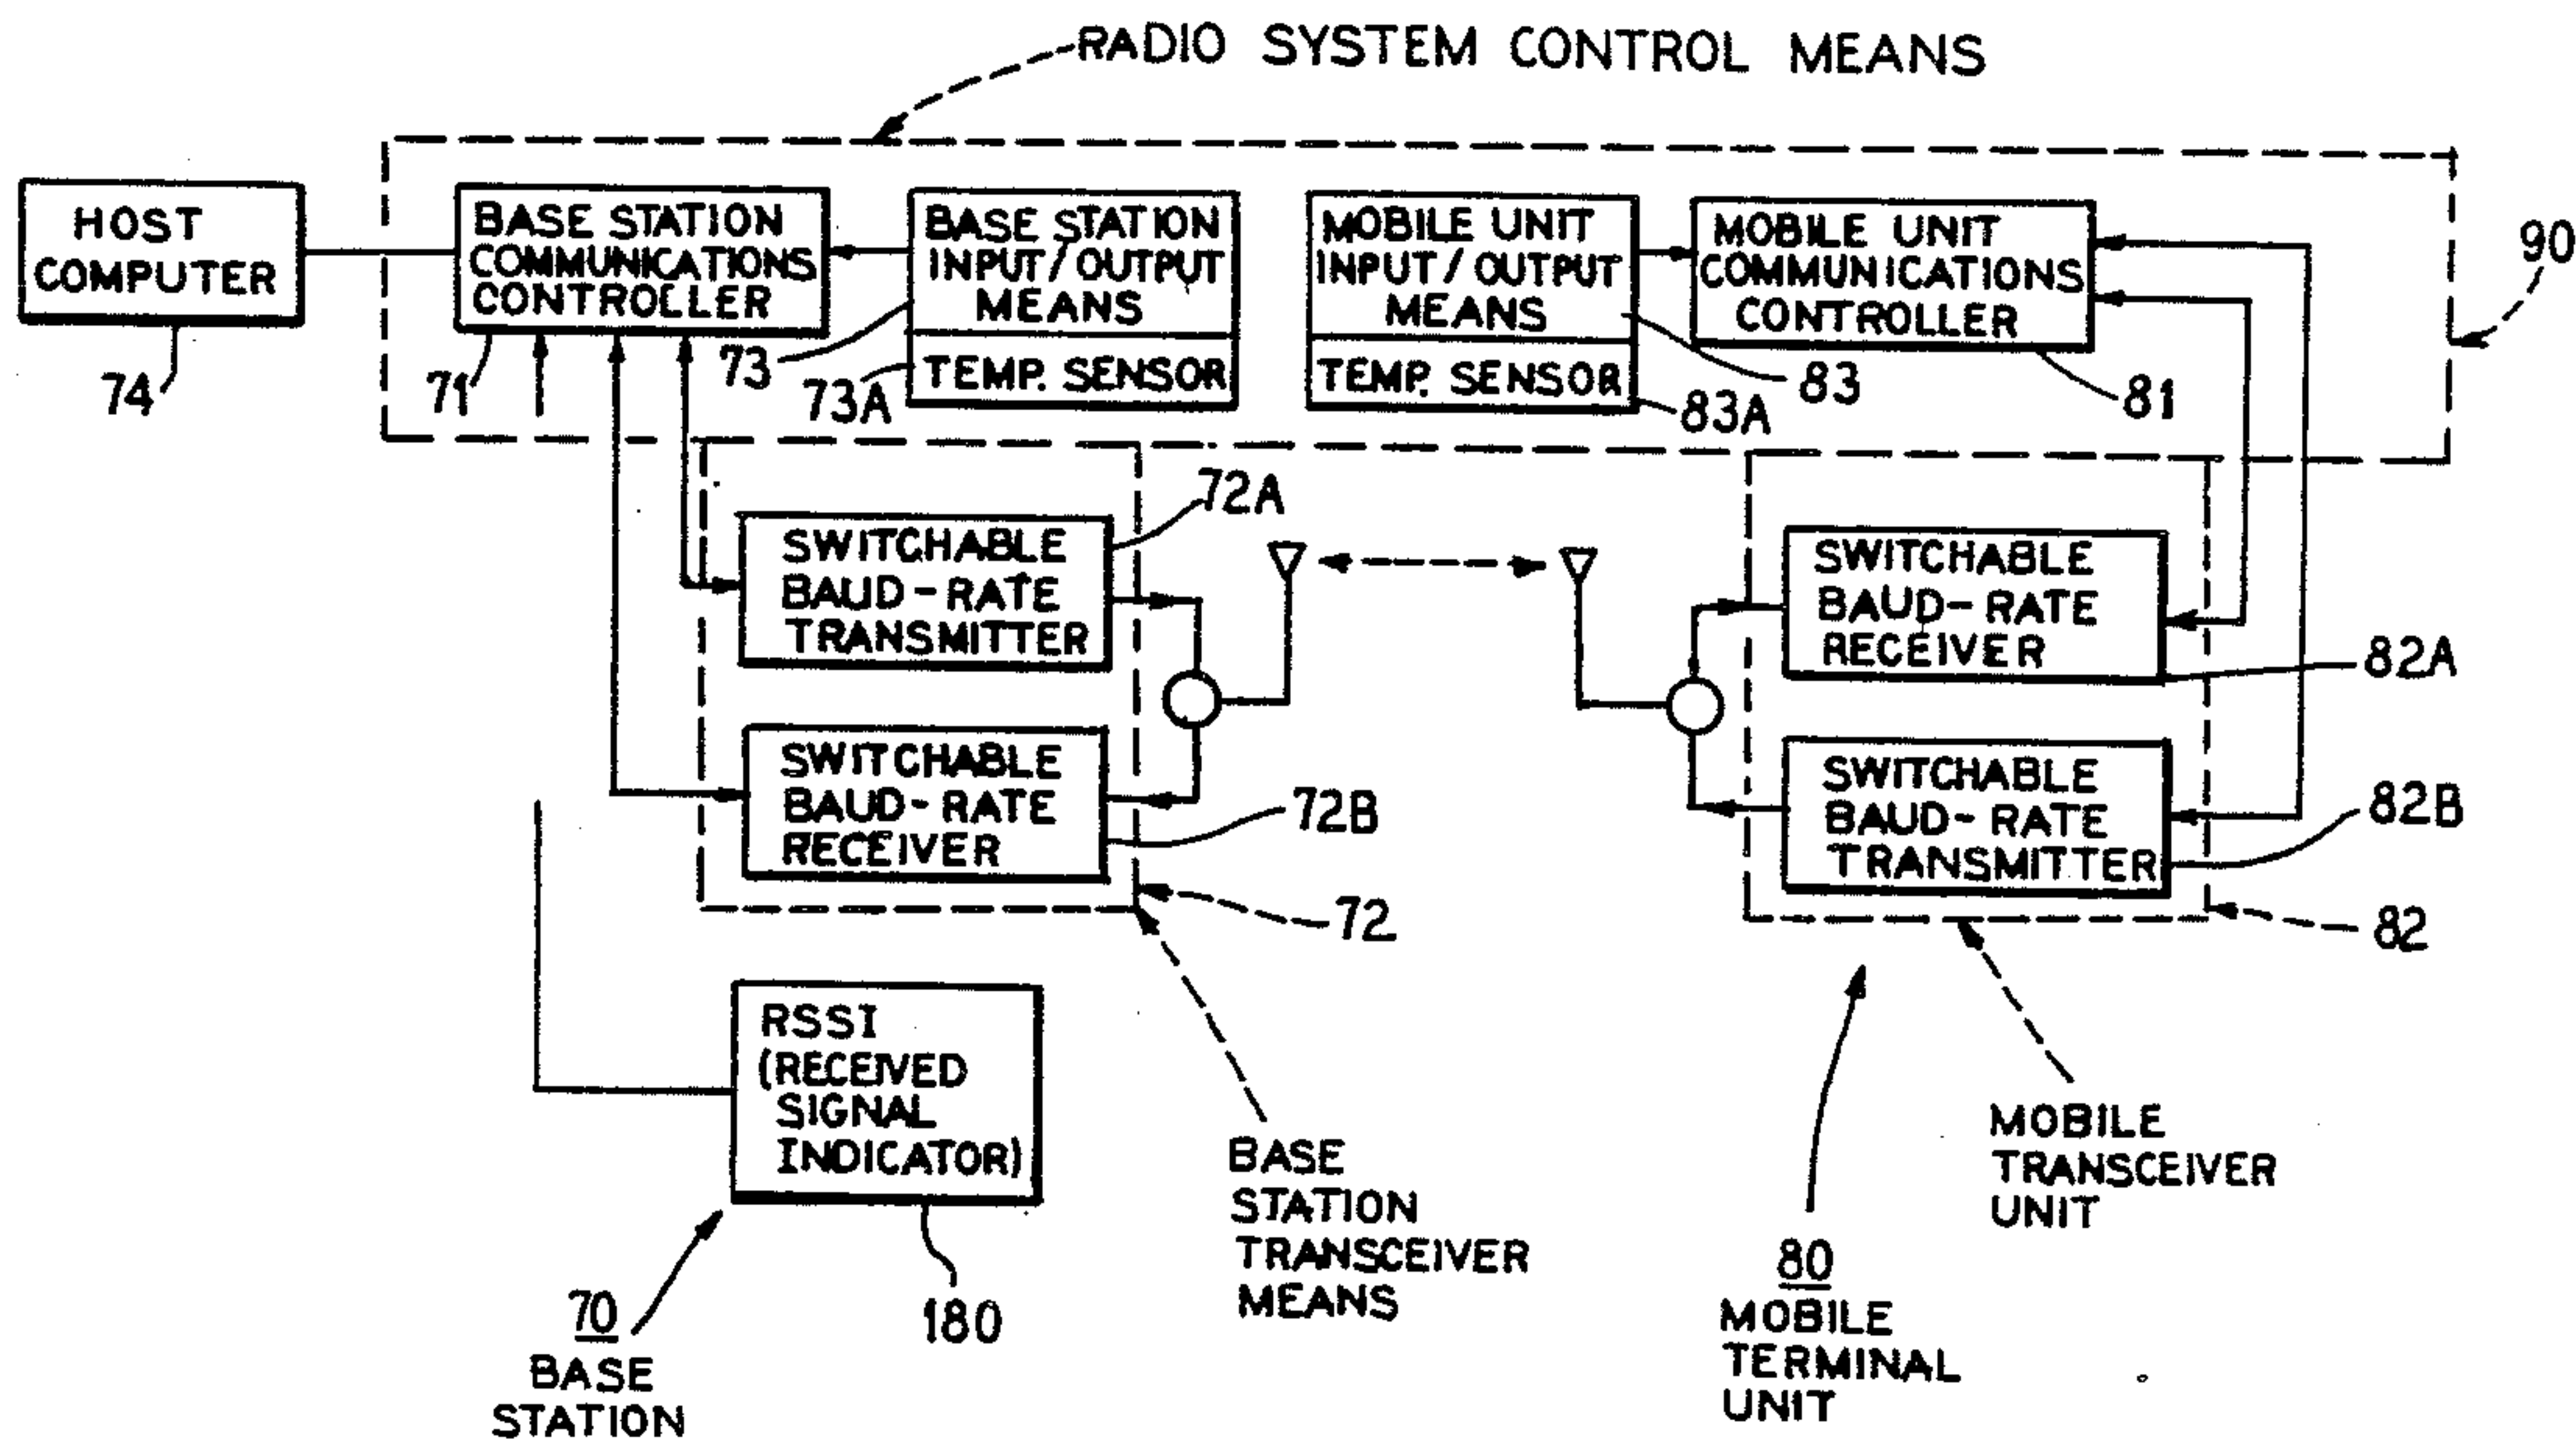 RADIO SYSTEM CONTROL MEANS
HOST
COMPUTER
74
BASE STATION
COMMUNICATIONS
CONTROLLER
71
BASE STATION
INPUT/OUTPUT
MEANS
73
TEMP. SENSOR
73A
MOBILE UNIT
INPUT/OUTPUT
MEANS
83
TEMP. SENSOR
83A
MOBILE UNIT
COMMUNICATIONS
CONTROLLER
81
90
SWITCHABLE
BAUD-RATE
TRANSMITTER
72A
SWITCHABLE
BAUD-RATE
RECEIVER
72B
72
SWITCHABLE
BAUD-RATE
RECEIVER
82A
SWITCHABLE
BAUD-RATE
TRANSMITTER
82B
82
RSSI
(RECEIVED
SIGNAL
INDICATOR)
180
70
BASE
STATION
BASE
STATION
TRANSCEIVER
MEANS
MOBILE
TRANSCEIVER
UNIT
80
MOBILE
TERMINAL
UNIT